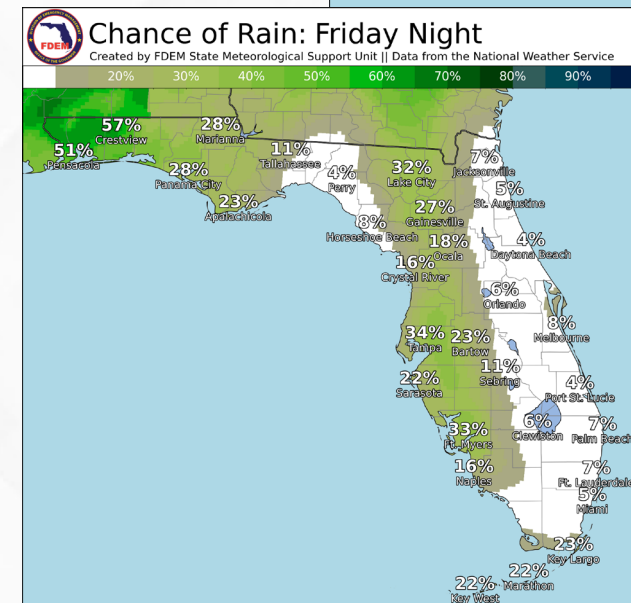 FDEM
Chance of Rain: Friday Night
Created by FDEM State Meteorological Support Unit || Data from the National Weather Service
20% 30% 40% 50% 60% 70% 80% 90%
57%
Crestview
28%
Marianna
51%
Pensacola
11%
Tallahassee
7%
Jacksonville
28%
Panama City
4%
Perry
32%
Lake City
5%
St. Augustine
23%
Apalachicola
27%
Gainesville
8%
Horseshoe Beach
18%
Ocala
4%
Daytona Beach
16%
Crystal River
6%
Orlando
8%
Melbourne
34%
Tampa
23%
Bartow
11%
Sebring
22%
Sarasota
4%
Port St. Lucie
33%
Ft. Myers
6%
Clewiston
7%
Palm Beach
16%
Naples
7%
Ft. Lauderdale
5%
Miami
23%
Key Largo
22%
Marathon
22%
Key West